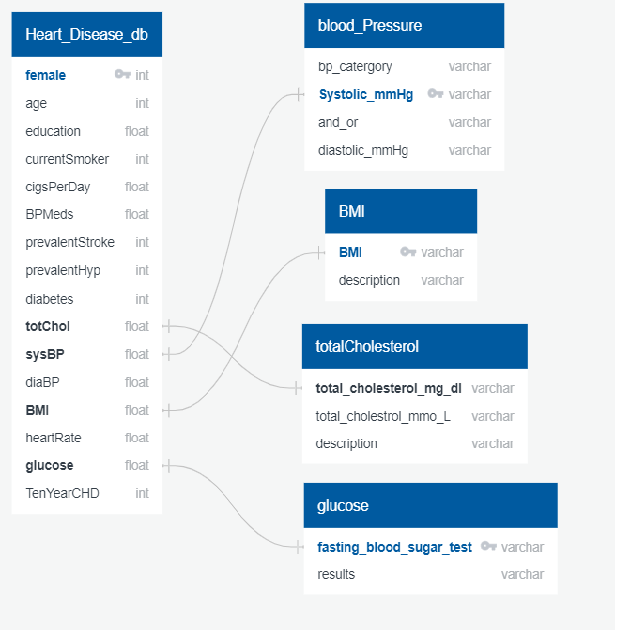 Heart_Disease_db
female int
age int
education float
currentSmoker int
cigsPerDay float
BPMeds float
prevalentStroke int
prevalentHyp int
diabetes int
totChol float
sysBP float
diaBP float
BMI float
heartRate float
glucose float
TenYearCHD int
blood_Pressure
bp_catergory varchar
Systolic_mmHg varchar
and_or varchar
diastolic_mmHg varchar
BMI
BMI varchar
description varchar
totalCholesterol
total_cholesterol_mg_dl varchar
total_cholestrol_mmo_L varchar
description varchar
glucose
fasting_blood_sugar_test varchar
results varchar